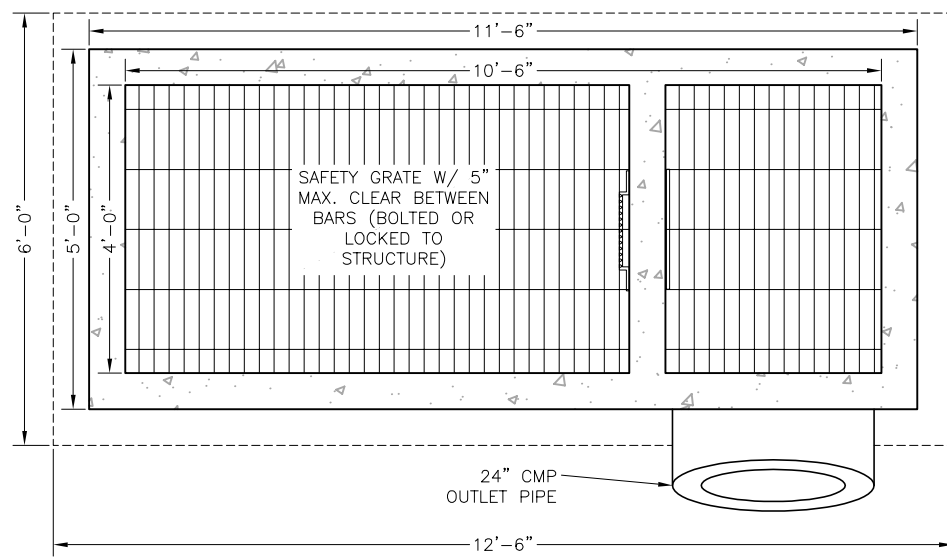 11'-6"
10'-6"
6'-0"
5'-0"
4'-0"
SAFETY GRATE W/ 5"
MAX. CLEAR BETWEEN
BARS (BOLTED OR
LOCKED TO
STRUCTURE)
24" CMP
OUTLET PIPE
12'-6"